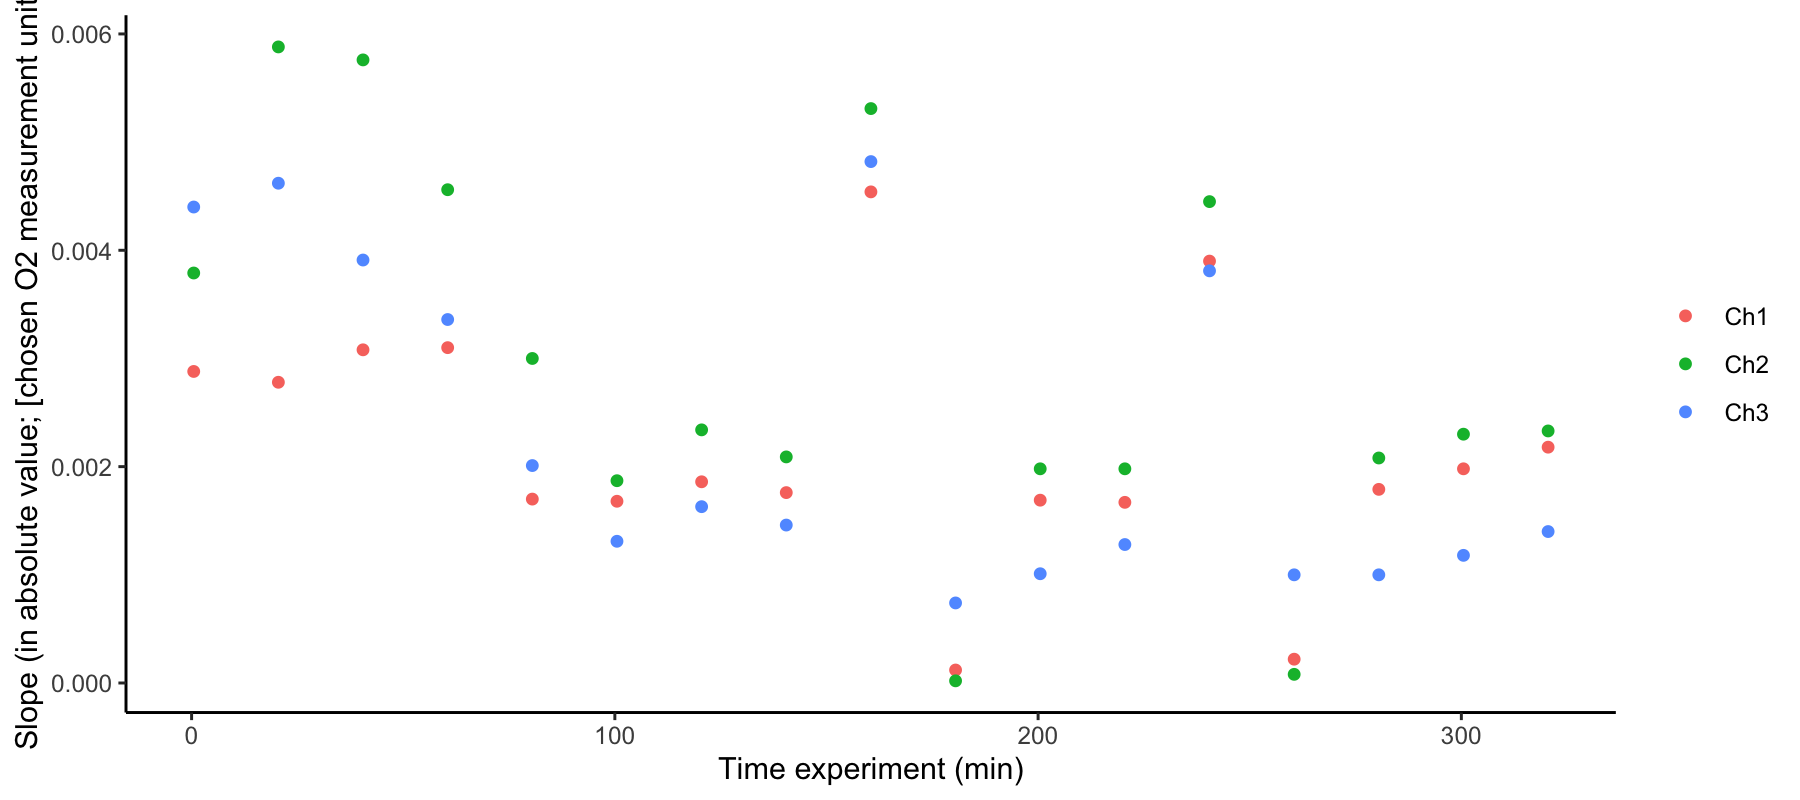 Slope (in absolute value; [chosen O2 measurement unit
0.006
0.004
0.002
0.000
0 100 200 300
Time experiment (min)
Ch1
Ch2
Ch3